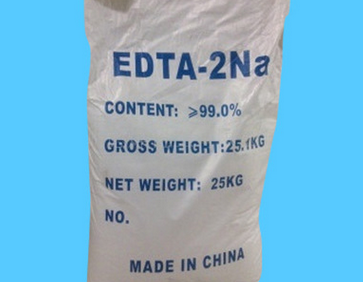 EDTA-2Na
CONTENT: ⩾99.0%
GROSS WEIGHT:25.1KG
NET WEIGHT: 25KG
NO.
MADE IN CHINA